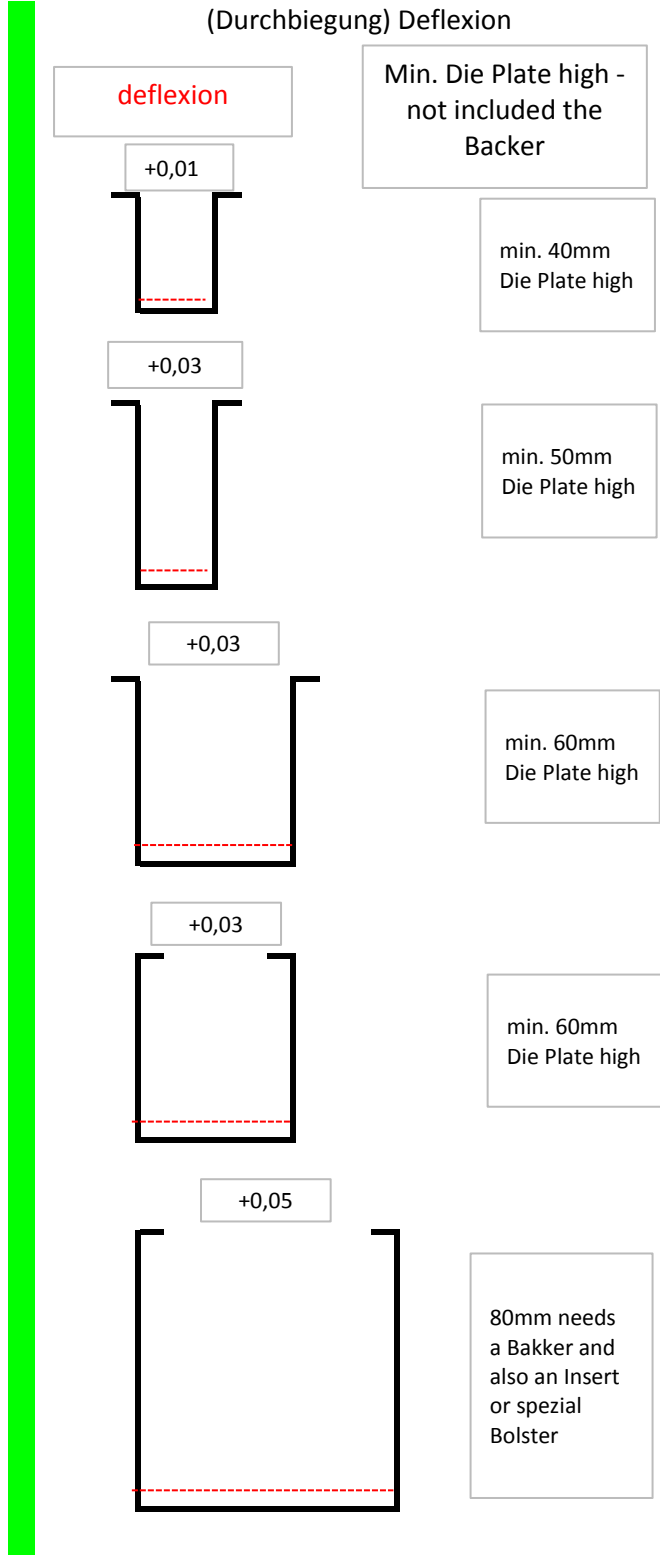 (Durchbiegung) Deflexion
deflexion
Min. Die Plate high -
not included the
Backer
+0,01
min. 40mm
Die Plate high
+0,03
min. 50mm
Die Plate high
+0,03
min. 60mm
Die Plate high
+0,03
min. 60mm
Die Plate high
+0,05
80mm needs
a Bakker and
also an Insert
or spezial
Bolster